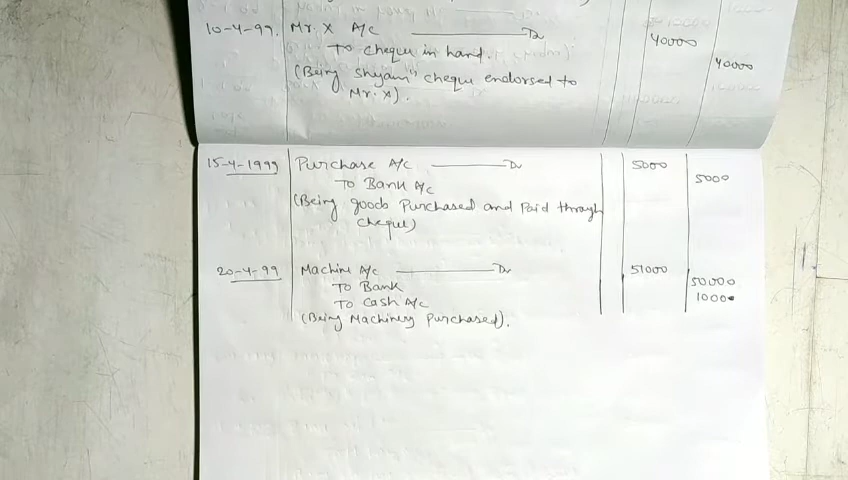 10-4-99. Mr. X A/c Dr 40000
To cheque in hand. 40000
(Being Shyam's cheque endorsed to
Mr. X).
15-4-1999 Purchase A/c Dr 5000
To Bank A/c 5000
(Being goods Purchased and Paid through
cheque)
20-4-99 Machine A/c Dr 51000
To Bank 50000
To Cash A/c 1000
(Being Machinery Purchased).